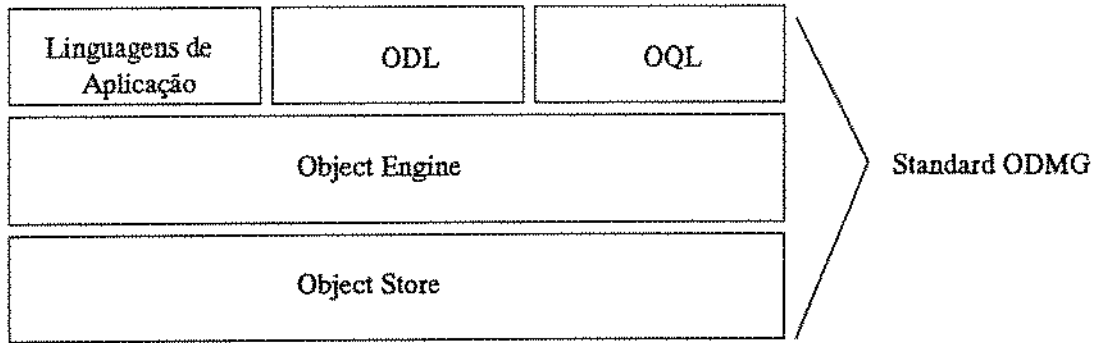 Linguagens de
Aplicação
ODL
OQL
Object Engine
Standard ODMG
Object Store